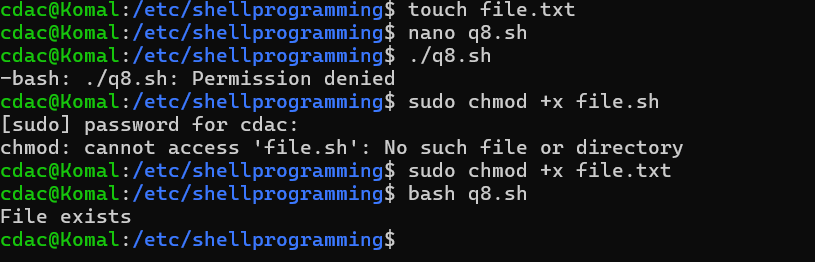 cdac@Komal:/etc/shellprogramming$ touch file.txt
cdac@Komal:/etc/shellprogramming$ nano q8.sh
cdac@Komal:/etc/shellprogramming$ ./q8.sh
-bash: ./q8.sh: Permission denied
cdac@Komal:/etc/shellprogramming$ sudo chmod +x file.sh
[sudo] password for cdac:
chmod: cannot access 'file.sh': No such file or directory
cdac@Komal:/etc/shellprogramming$ sudo chmod +x file.txt
cdac@Komal:/etc/shellprogramming$ bash q8.sh
File exists
cdac@Komal:/etc/shellprogramming$